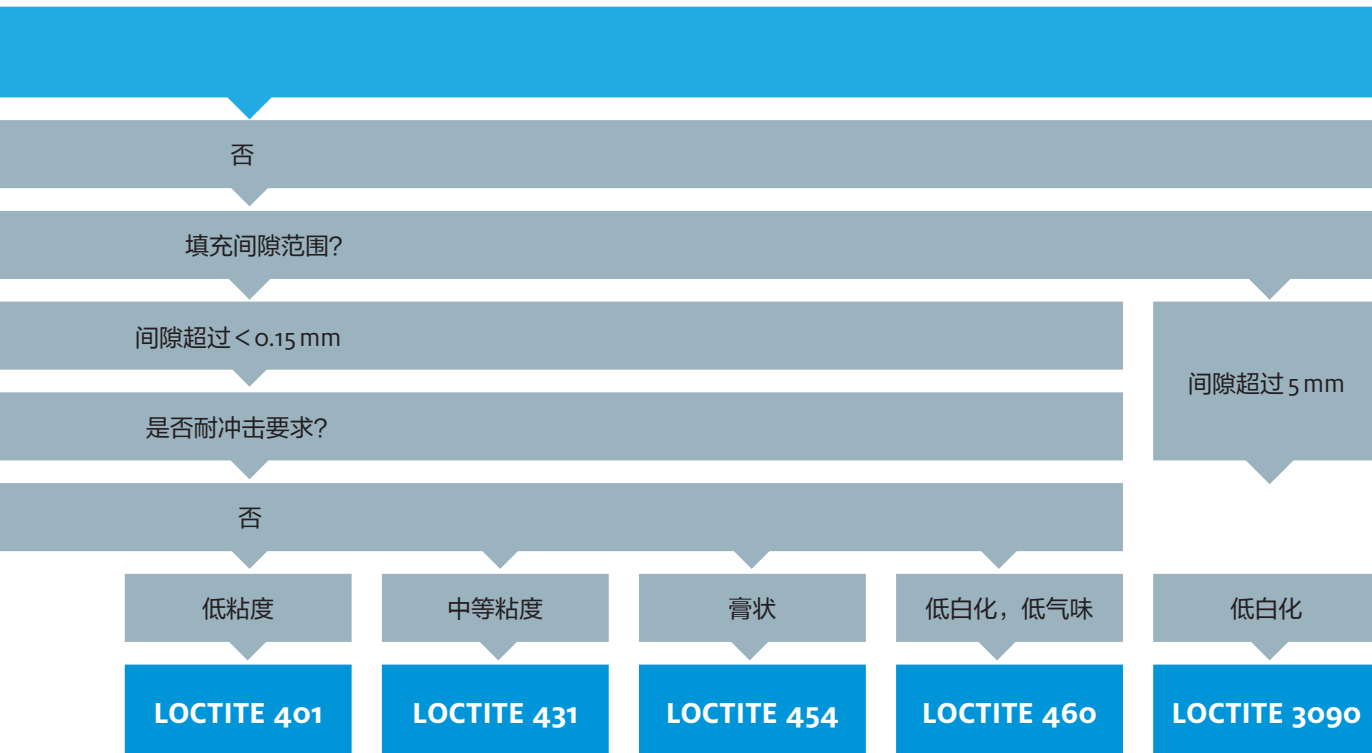 否
填充间隙范围?
间隙超过＜0.15 mm
间隙超过 5 mm
是否耐冲击要求?
否
低粘度
中等粘度
膏状
低白化，低气味
低白化
LOCTITE 401
LOCTITE 431
LOCTITE 454
LOCTITE 460
LOCTITE 3090